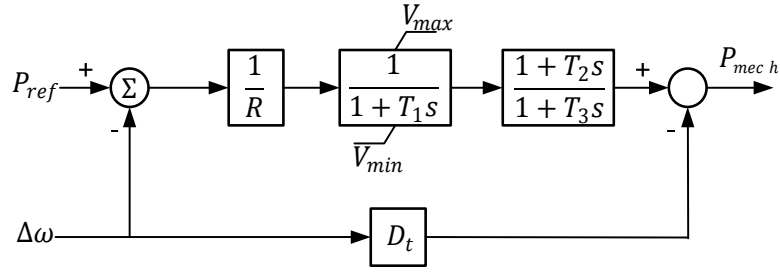 V_max
P_ref
+
Σ
-
1
R
1
1 + T_1 s
V_min
1 + T_2 s
1 + T_3 s
+
-
P_mec h
Δω
D_t